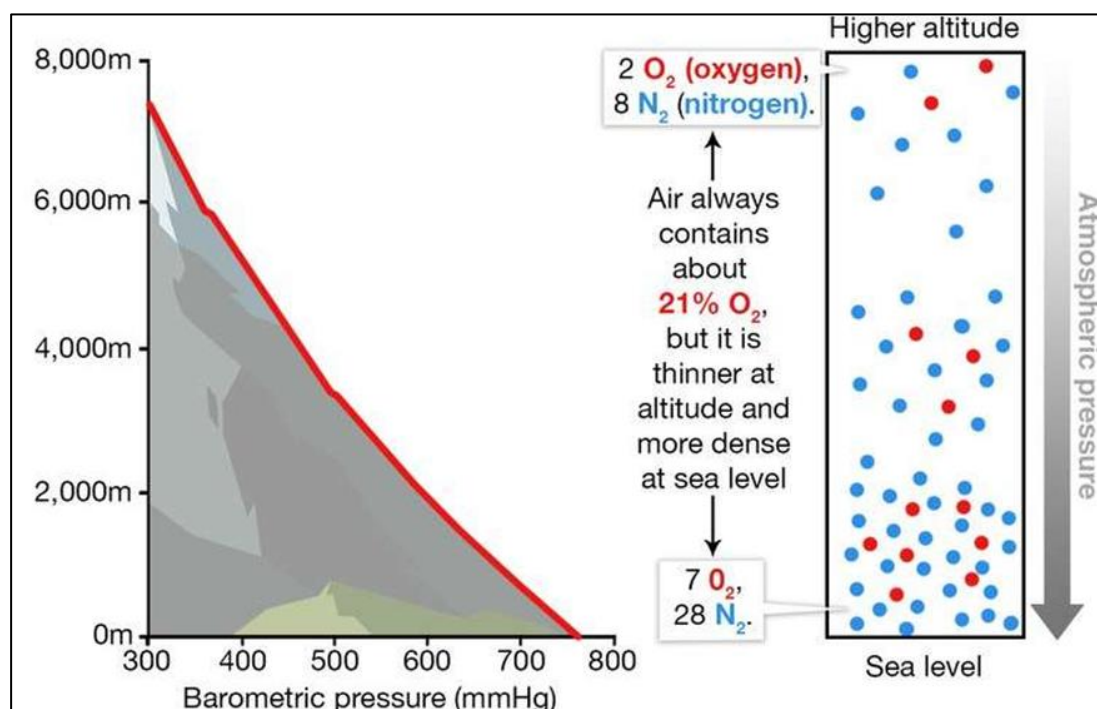 8,000m
6,000m
4,000m
2,000m
0m
300 400 500 600 700 800
Barometric pressure (mmHg)
2 O₂ (oxygen),
8 N₂ (nitrogen).
Air always
contains
about
21% O₂,
but it is
thinner at
altitude and
more dense
at sea level
7 0₂,
28 N₂.
Higher altitude
Sea level
Atmospheric pressure